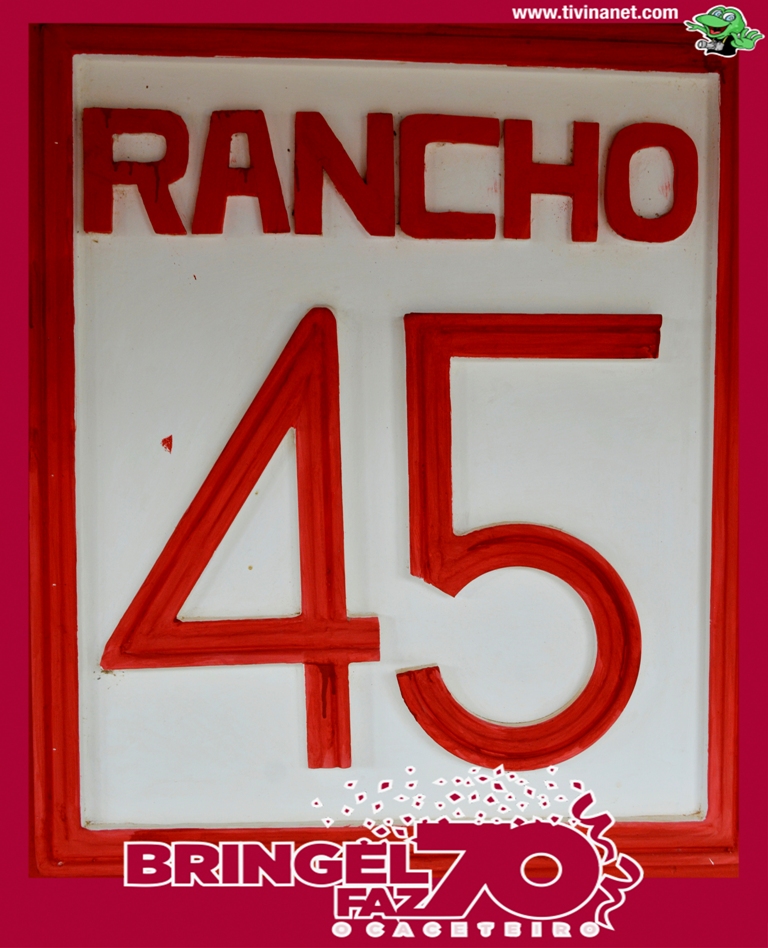 www.tivinanet.com
RANCHO
45
BRINGEL 70
FAZ
O CACETEIRO